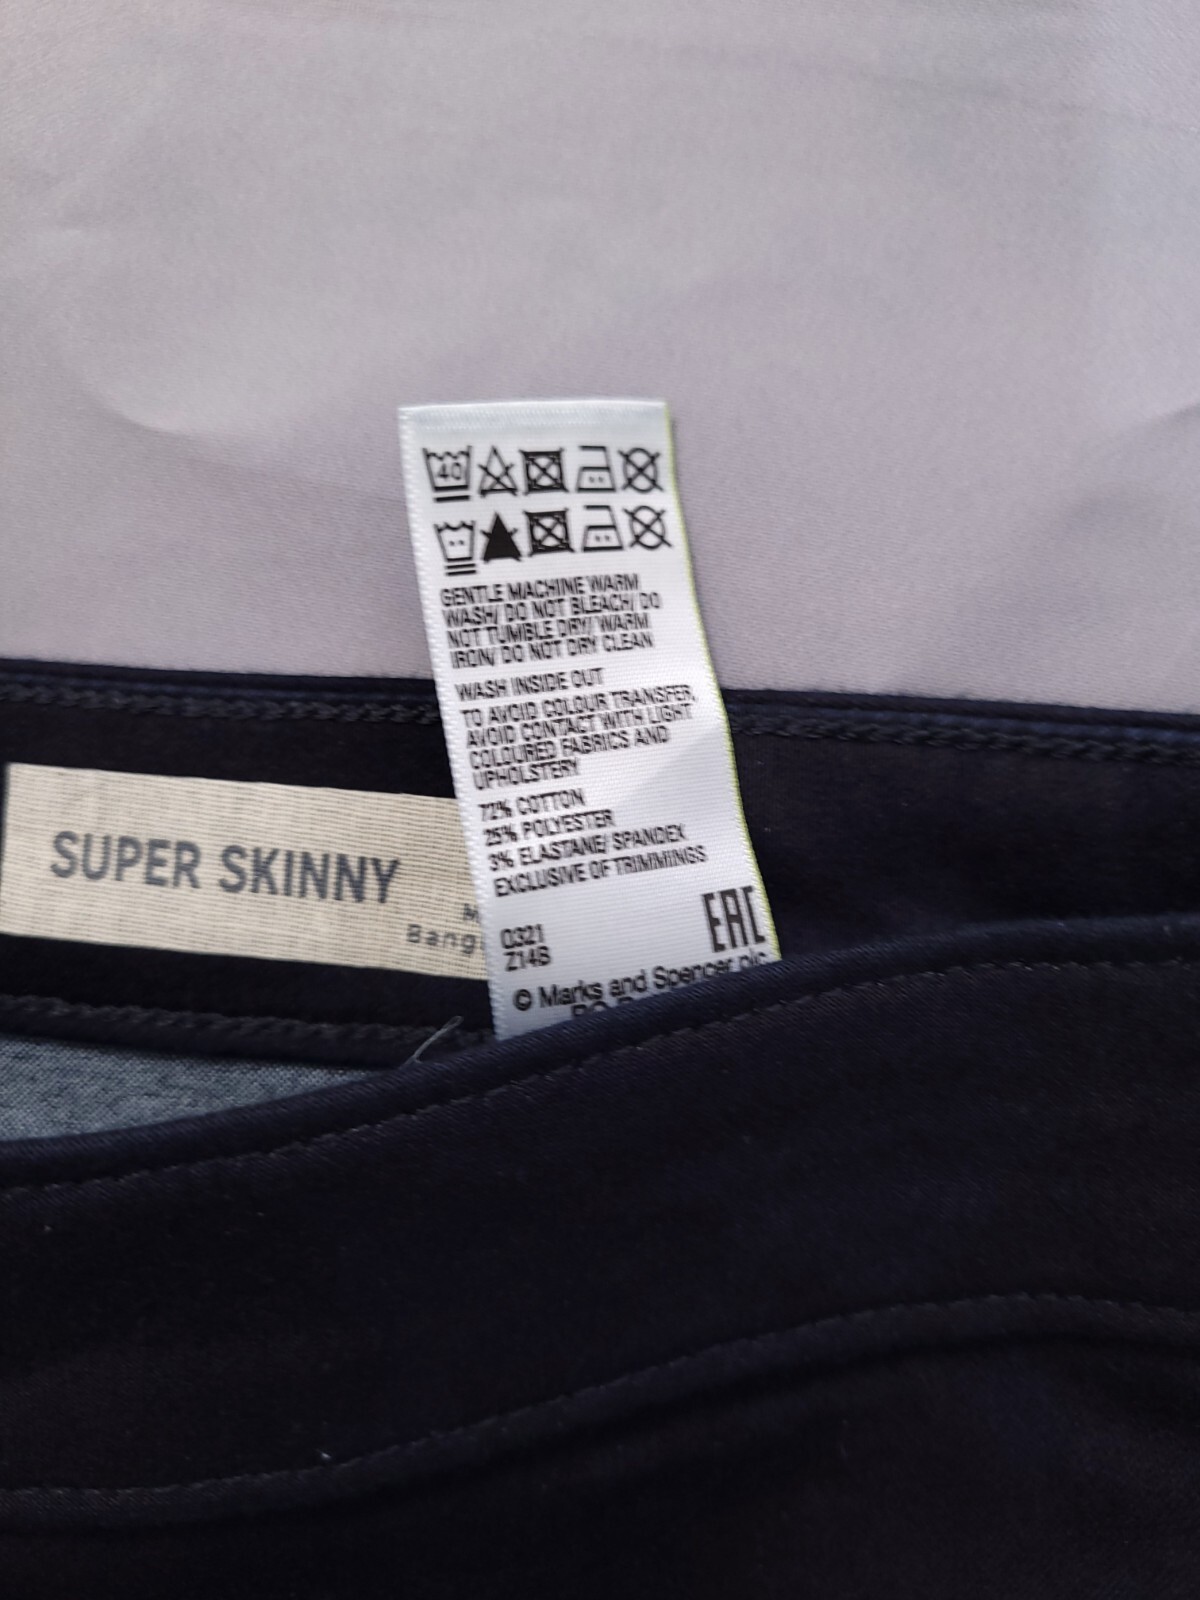 40
GENTLE MACHINE WARM
WASH/ DO NOT BLEACH/ DO
NOT TUMBLE DRY/ WARM
IRON/ DO NOT DRY CLEAN
WASH INSIDE OUT
TO AVOID COLOUR TRANSFER,
AVOID CONTACT WITH LIGHT
COLOURED FABRICS AND
UPHOLSTERY
72% COTTON
25% POLYESTER
3% ELASTANE/ SPANDEX
EXCLUSIVE OF TRIMMINGS
EAC
0321
Z14B
© Marks and Spencer plc
SUPER SKINNY